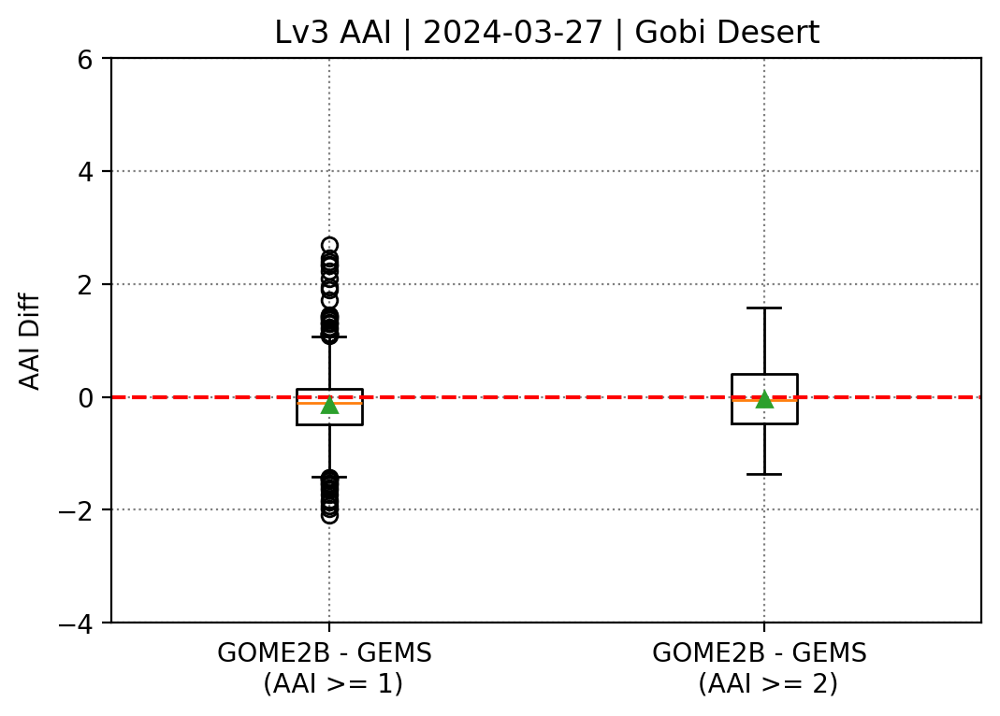 Lv3 AAI | 2024-03-27 | Gobi Desert
6
4
2
0
−2
−4
AAI Diff
GOME2B - GEMS
(AAI >= 1)
GOME2B - GEMS
(AAI >= 2)